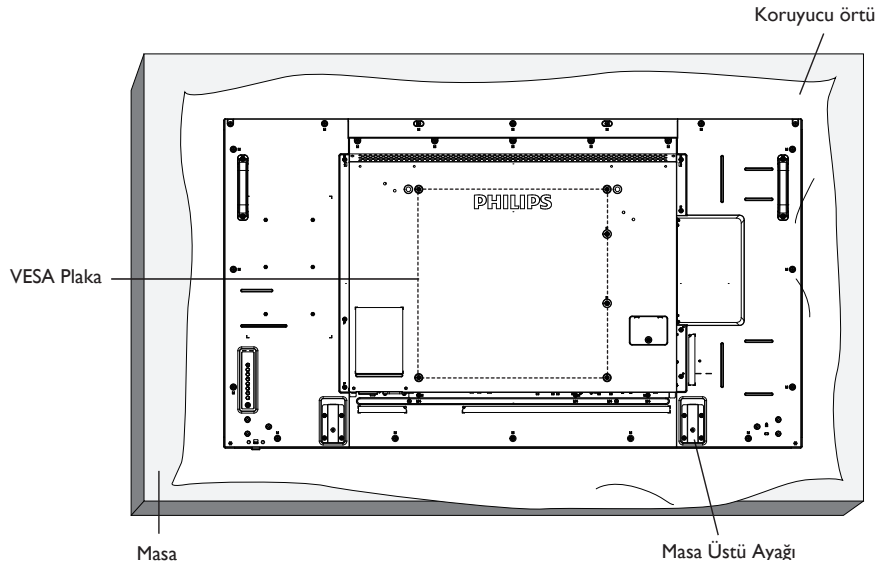 Koruyucu örtü
PHILIPS
VESA Plaka
Masa
Masa Üstü Ayağı